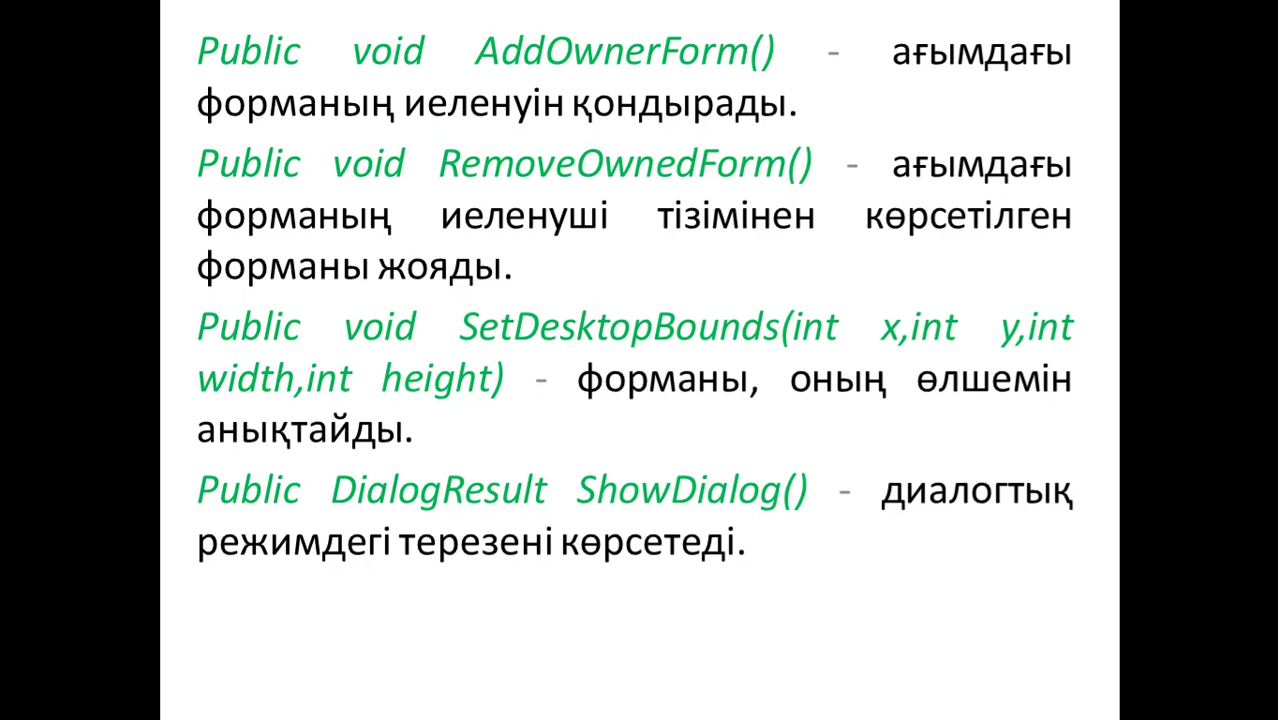 Public void AddOwnerForm() - ағымдағы
форманың иеленуін қондырады.
Public void RemoveOwnedForm() - ағымдағы
форманың иеленуші тізімінен көрсетілген
форманы жояды.
Public void SetDesktopBounds(int x,int y,int
width,int height) - форманы, оның өлшемін
анықтайды.
Public DialogResult ShowDialog() - диалогтық
режимдегі терезені көрсетеді.